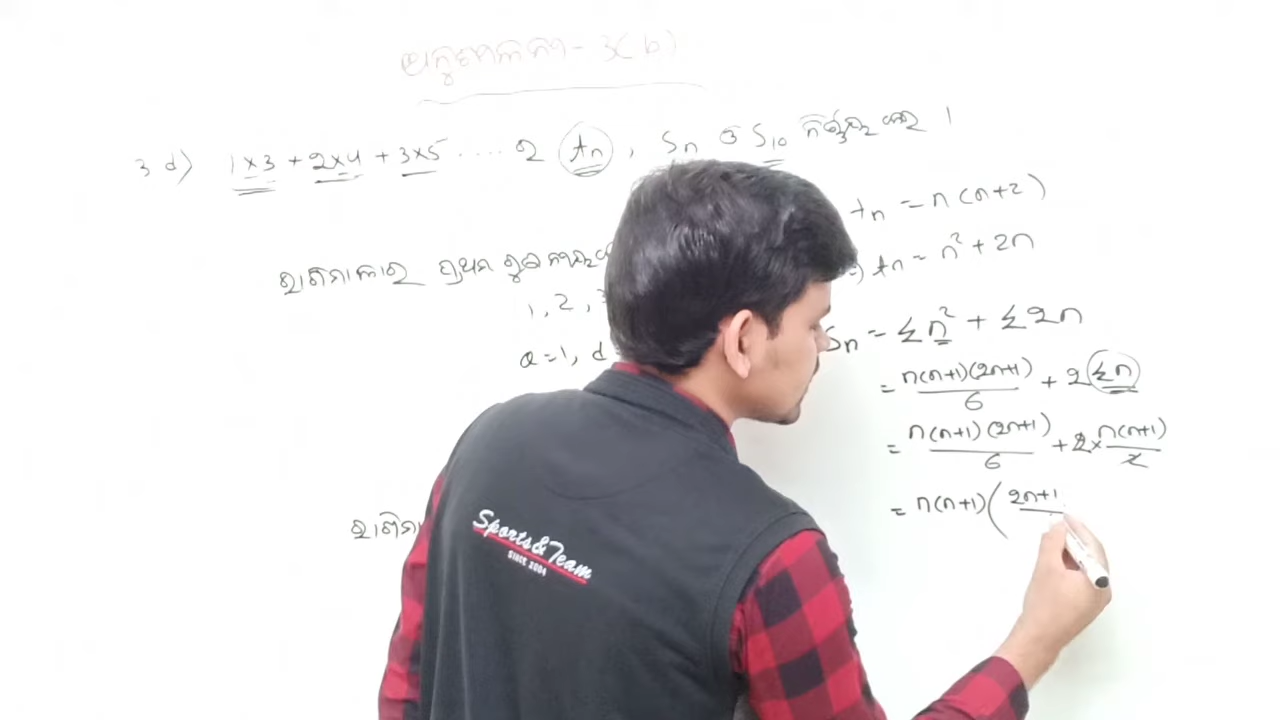 ଅନୁଶୀଳନୀ - 3(b)
3 d) 1×3 + 2×4 + 3×5 .... ର tn , Sn ଓ S10 ନିର୍ଣ୍ଣୟ କର ।
tn = n(n+2)
tn = n² + 2n
ପ୍ରଥମ
1, 2,
a=1, d
Sn = Σn² + Σ2n
= n(n+1)(2n+1)/6 + 2Σn
= n(n+1)(2n+1)/6 + 2×n(n+1)/2
= n(n+1)(2n+1
Sports&Team
SINCE 2004